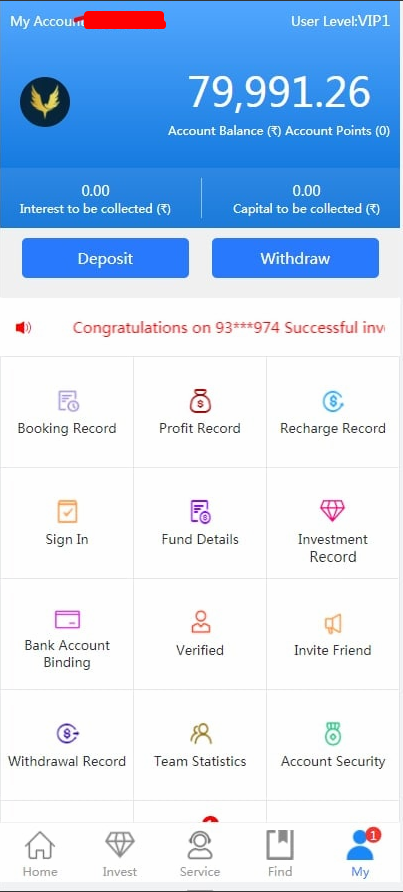 My Account
User Level:VIP1
79,991.26
Account Balance (₹) Account Points (0)
0.00
Interest to be collected (₹)
0.00
Capital to be collected (₹)
Deposit
Withdraw
Congratulations on 93***974 Successful inve
Booking Record
Profit Record
Recharge Record
Sign In
Fund Details
Investment
Record
Bank Account
Binding
Verified
Invite Friend
Withdrawal Record
Team Statistics
Account Security
Home
Invest
Service
Find
1
My